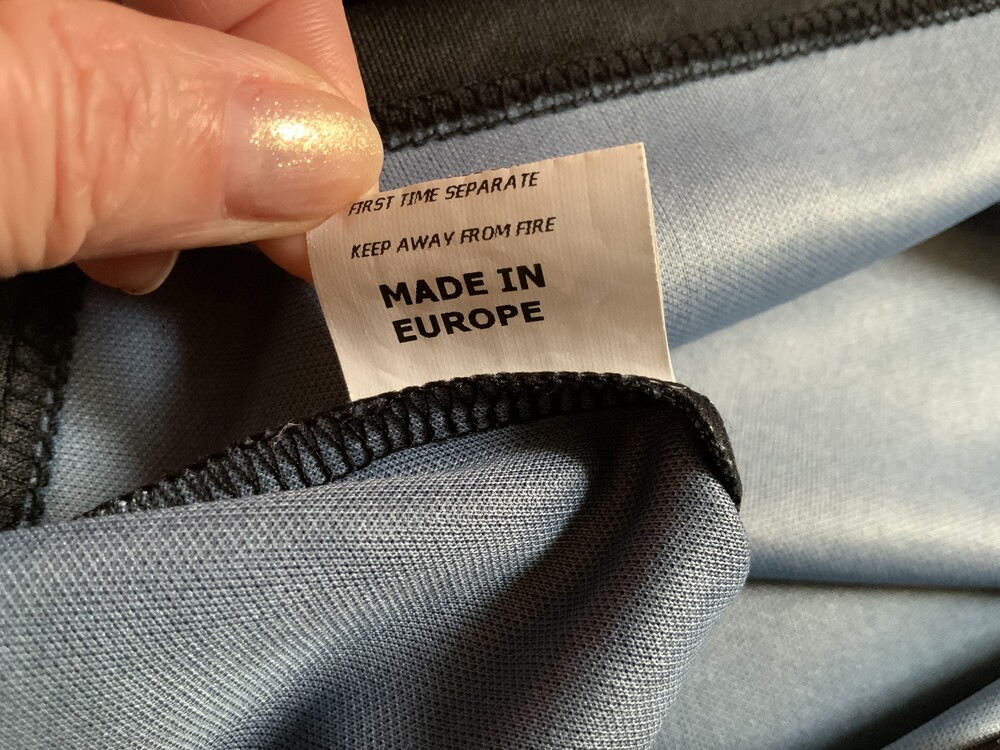 FIRST TIME SEPARATE
KEEP AWAY FROM FIRE
MADE IN
EUROPE